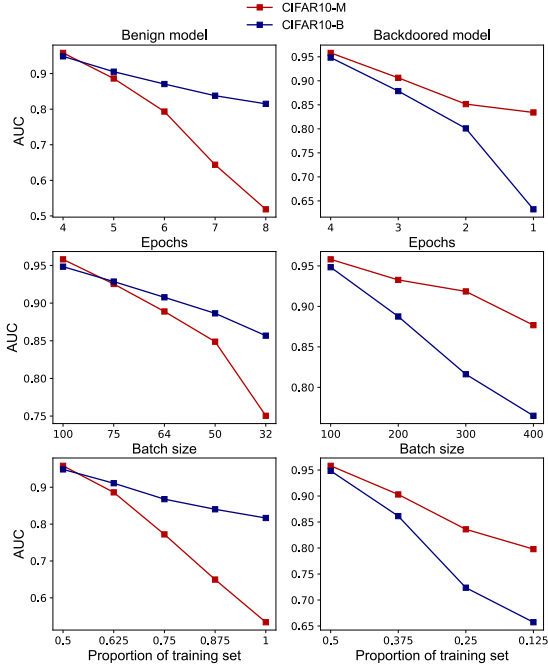 CIFAR10-M
CIFAR10-B
Benign model
Backdoored model
AUC
0.9
0.8
0.7
0.6
0.5
4 5 6 7 8
Epochs
0.95
0.90
0.85
0.80
0.75
0.70
0.65
4 3 2 1
Epochs
AUC
0.95
0.90
0.85
0.80
0.75
100 75 64 50 32
Batch size
0.95
0.90
0.85
0.80
100 200 300 400
Batch size
AUC
0.9
0.8
0.7
0.6
0.5 0.625 0.75 0.875 1
Proportion of training set
0.95
0.90
0.85
0.80
0.75
0.70
0.65
0.5 0.375 0.25 0.125
Proportion of training set